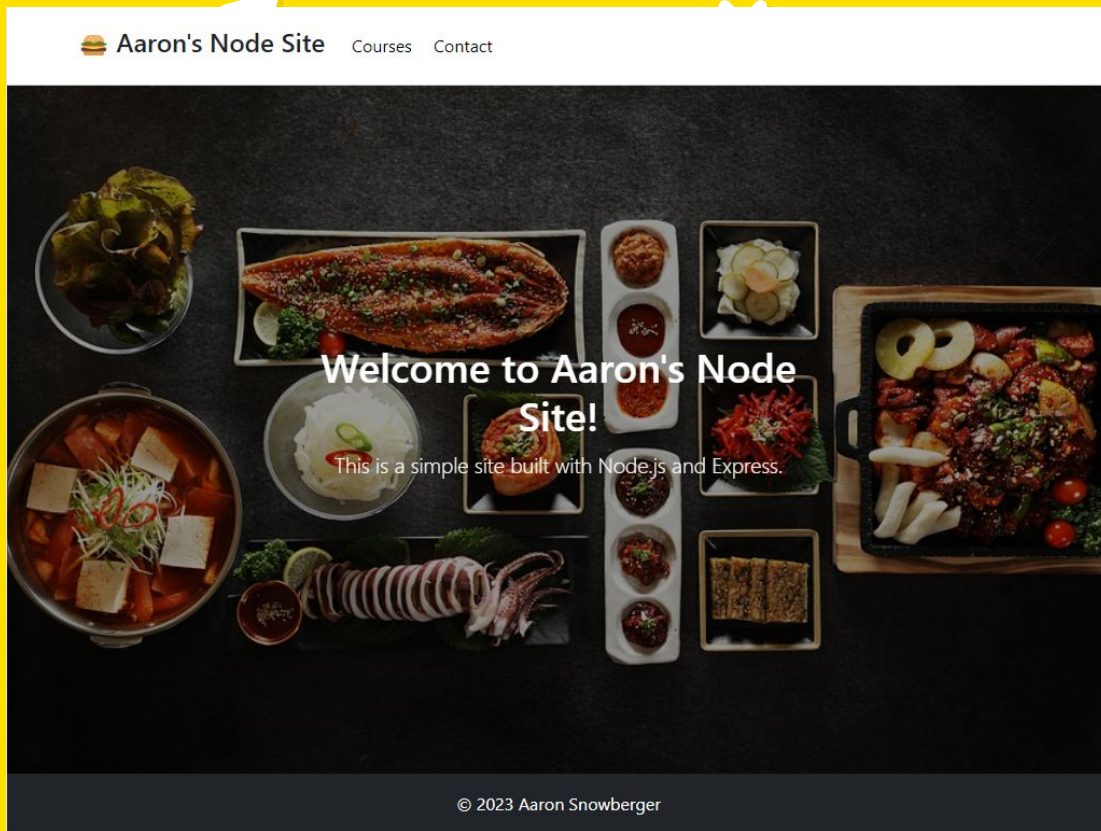 Aaron's Node Site
Courses
Contact
Welcome to Aaron's Node
Site!
This is a simple site built with Node.js and Express.
© 2023 Aaron Snowberger